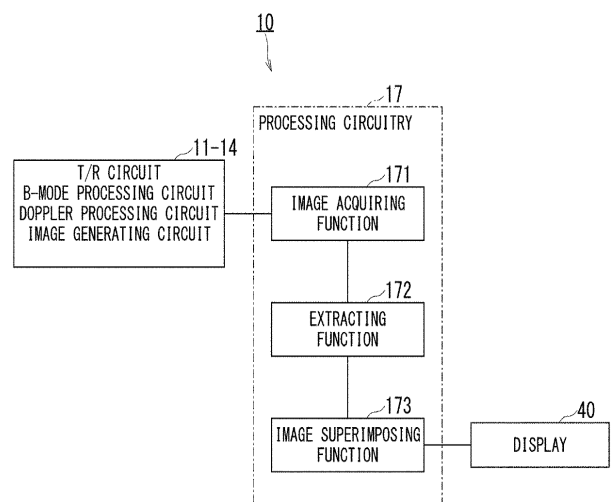 10
17
PROCESSING CIRCUITRY
11-14
T/R CIRCUIT
B-MODE PROCESSING CIRCUIT
DOPPLER PROCESSING CIRCUIT
IMAGE GENERATING CIRCUIT
171
IMAGE ACQUIRING
FUNCTION
172
EXTRACTING
FUNCTION
173
IMAGE SUPERIMPOSING
FUNCTION
40
DISPLAY